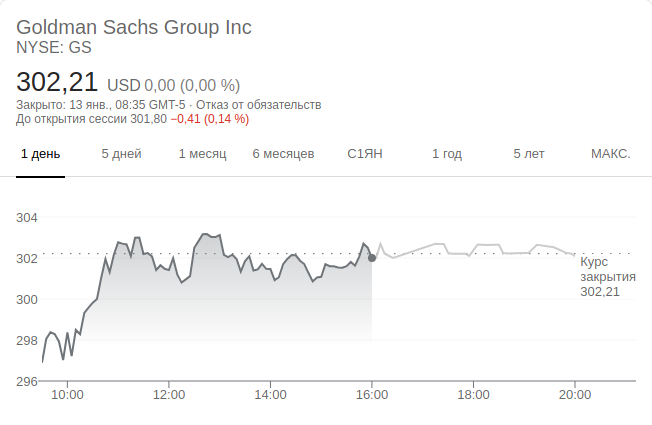 Goldman Sachs Group Inc
NYSE: GS
302,21 USD 0,00 (0,00 %)
Закрыто: 13 янв., 08:35 GMT-5 · Отказ от обязательств
До открытия сессии 301,80 −0,41 (0,14 %)
1 день 5 дней 1 месяц 6 месяцев С1ЯН 1 год 5 лет МАКС.
304
302
300
298
296
Курс
закрытия
302,21
10:00 12:00 14:00 16:00 18:00 20:00